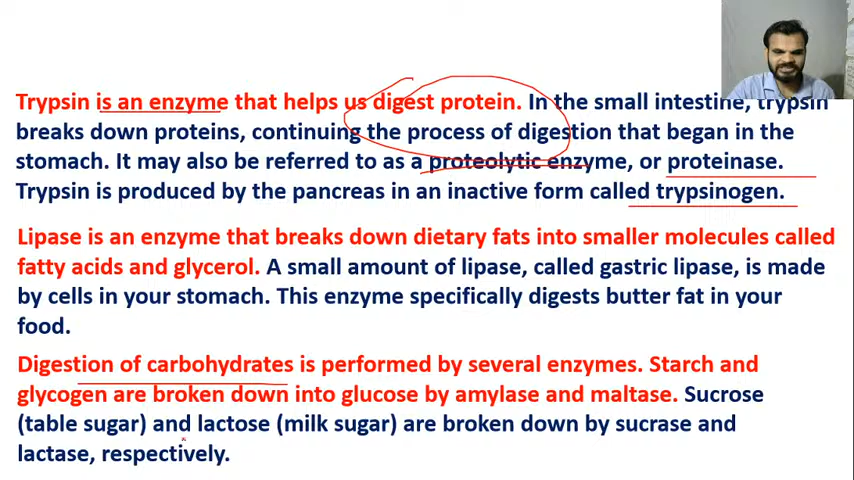 Trypsin is an enzyme that helps us digest protein. In the small intestine, trypsin
breaks down proteins, continuing the process of digestion that began in the
stomach. It may also be referred to as a proteolytic enzyme, or proteinase.
Trypsin is produced by the pancreas in an inactive form called trypsinogen.
Lipase is an enzyme that breaks down dietary fats into smaller molecules called
fatty acids and glycerol. A small amount of lipase, called gastric lipase, is made
by cells in your stomach. This enzyme specifically digests butter fat in your
food.
Digestion of carbohydrates is performed by several enzymes. Starch and
glycogen are broken down into glucose by amylase and maltase. Sucrose
(table sugar) and lactose (milk sugar) are broken down by sucrase and
lactase, respectively.